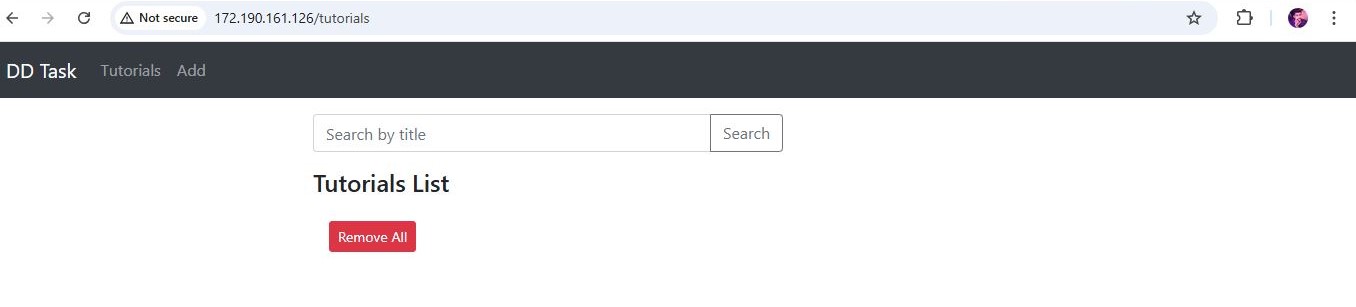 Not secure 172.190.161.126/tutorials
DD Task Tutorials Add
Search by title Search
Tutorials List
Remove All